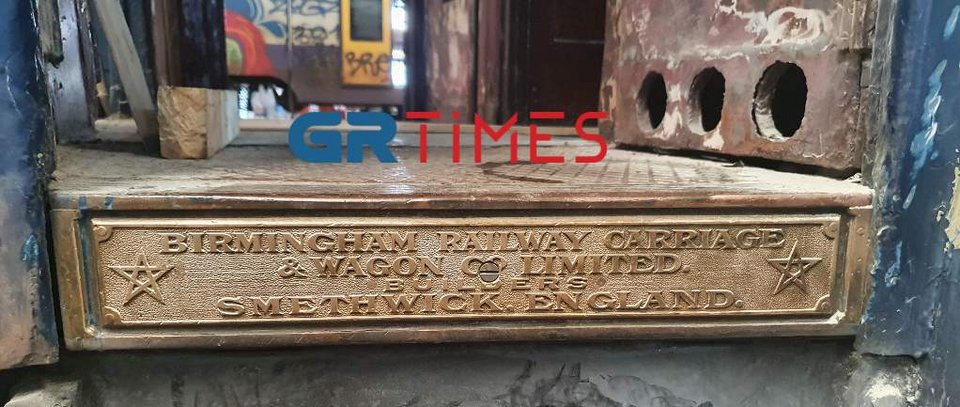 GRTiMES
BIRMINGHAM RAILWAY CARRIAGE
& WAGON CO LIMITED.
BUILDERS
SMETHWICK. ENGLAND.